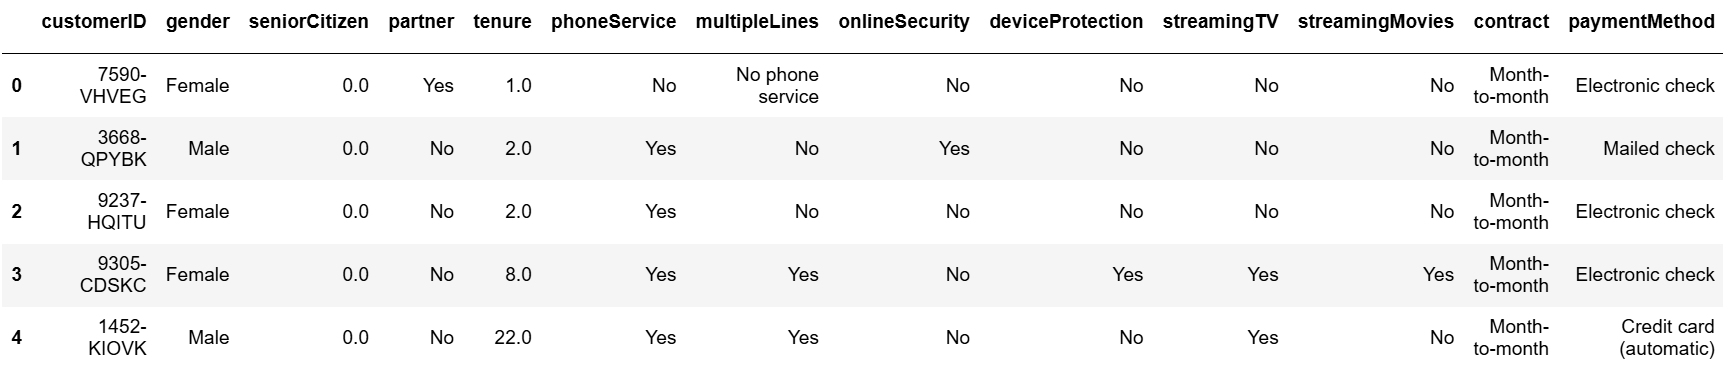 customerID gender seniorCitizen partner tenure phoneService multipleLines onlineSecurity deviceProtection streamingTV streamingMovies contract paymentMethod
0 7590-VHVEG Female 0.0 Yes 1.0 No No phone service No No No No Month-to-month Electronic check
1 3668-QPYBK Male 0.0 No 2.0 Yes No Yes No No No Month-to-month Mailed check
2 9237-HQITU Female 0.0 No 2.0 Yes No No No No No Month-to-month Electronic check
3 9305-CDSKC Female 0.0 No 8.0 Yes Yes No Yes Yes Yes Month-to-month Electronic check
4 1452-KIOVK Male 0.0 No 22.0 Yes Yes No No Yes No Month-to-month Credit card (automatic)